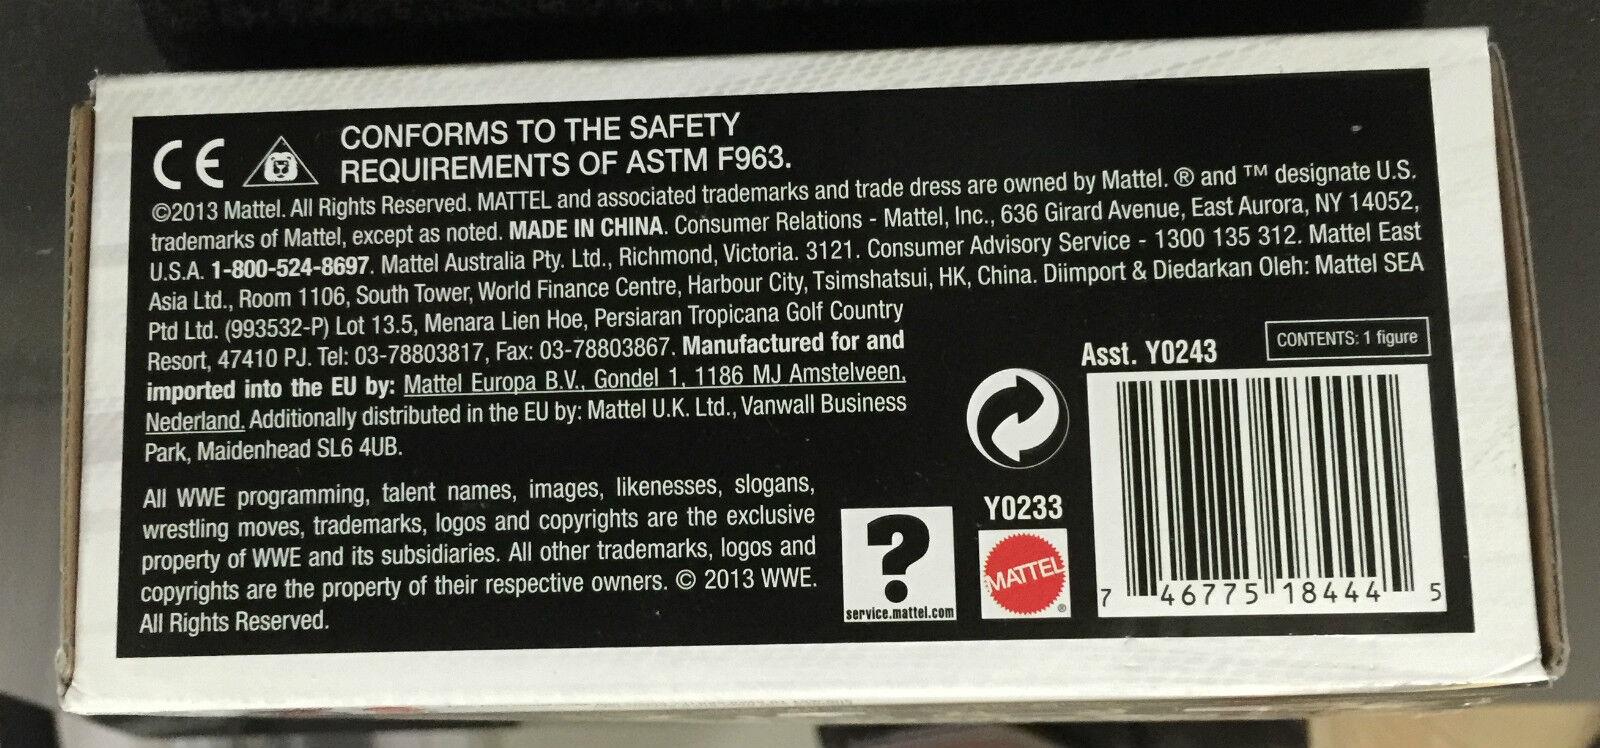 CE
CONFORMS TO THE SAFETY
REQUIREMENTS OF ASTM F963.
©2013 Mattel. All Rights Reserved. MATTEL and associated trademarks and trade dress are owned by Mattel. ® and ™ designate U.S.
trademarks of Mattel, except as noted. MADE IN CHINA. Consumer Relations - Mattel, Inc., 636 Girard Avenue, East Aurora, NY 14052,
U.S.A. 1-800-524-8697. Mattel Australia Pty. Ltd., Richmond, Victoria. 3121. Consumer Advisory Service - 1300 135 312. Mattel East
Asia Ltd., Room 1106, South Tower, World Finance Centre, Harbour City, Tsimshatsui, HK, China. Diimport & Diedarkan Oleh: Mattel SEA
Ptd Ltd. (993532-P) Lot 13.5, Menara Lien Hoe, Persiaran Tropicana Golf Country
Resort, 47410 PJ. Tel: 03-78803817, Fax: 03-78803867. Manufactured for and
imported into the EU by: Mattel Europa B.V., Gondel 1, 1186 MJ Amstelveen,
Nederland. Additionally distributed in the EU by: Mattel U.K. Ltd., Vanwall Business
Park, Maidenhead SL6 4UB.
All WWE programming, talent names, images, likenesses, slogans,
wrestling moves, trademarks, logos and copyrights are the exclusive
property of WWE and its subsidiaries. All other trademarks, logos and
copyrights are the property of their respective owners. © 2013 WWE.
All Rights Reserved.
?
service.mattel.com
Y0233
MATTEL®
Asst. Y0243
CONTENTS: 1 figure
7 46775 18444 5